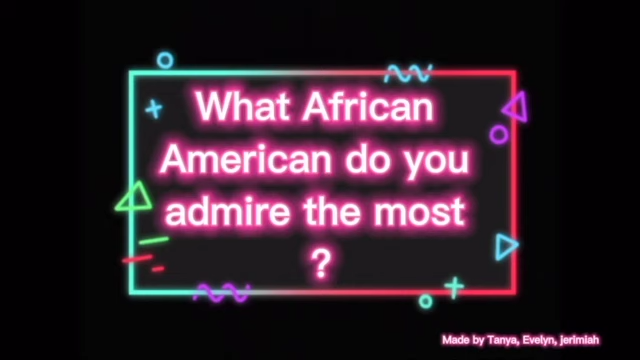 What African
American do you
admire the most
?
Made by Tanya, Evelyn, jerimiah